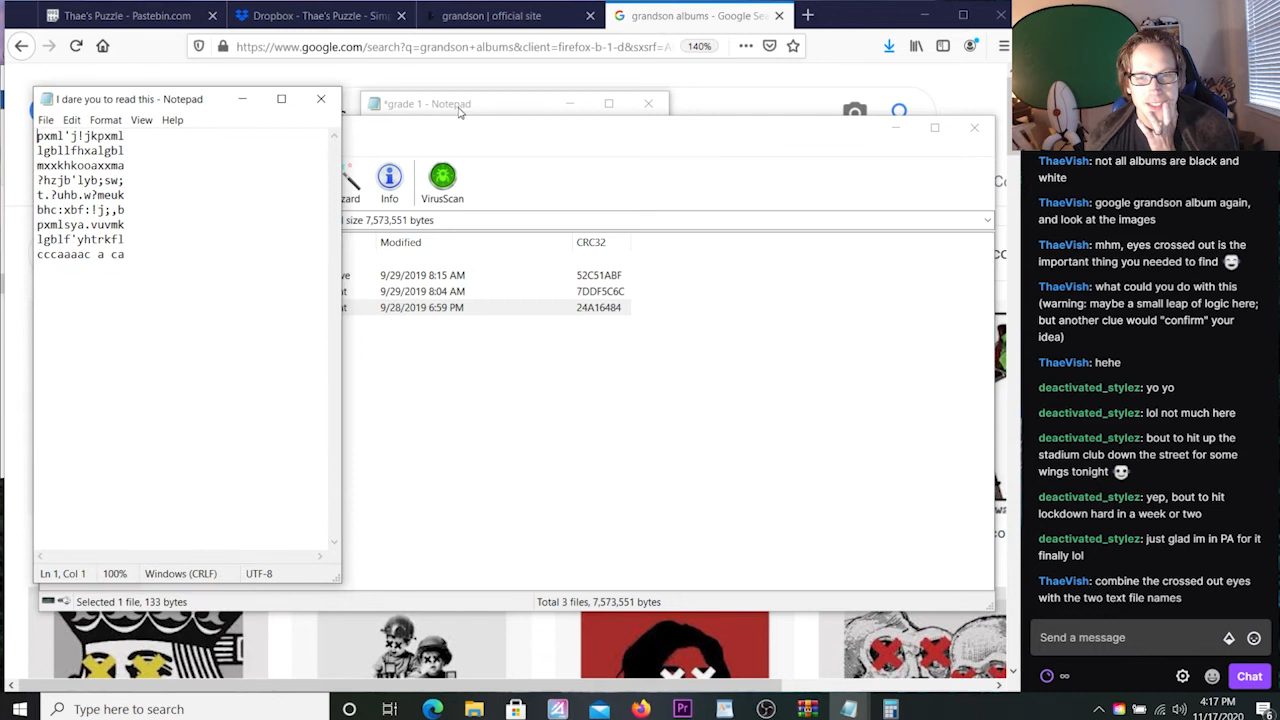 Thae's Puzzle - Pastebin.com
Dropbox - Thae's Puzzle - Sim
grandson | official site
grandson albums - Google Sea
https://www.google.com/search?q=grandson+albums&client=firefox-b-1-d&sxsrf=A
140%
I dare you to read this - Notepad
File Edit Format View Help
pxml'j!jkpxml
lgbllfhxalgbl
mxxkhkooaxxma
?hzjb'lyb;sw;
t.?uhb.w?meuk
bhc:xbf:!j;,b
pxmlsya.vuvmk
lgblf'yhtrkfl
cccaaaac a ca
Ln 1, Col 1 100% Windows (CRLF) UTF-8
*grade 1 - Notepad
zard
Info
VirusScan
l size 7,573,551 bytes
Modified CRC32
ve 9/29/2019 8:15 AM 52C51ABF
at 9/29/2019 8:04 AM 7DDF5C6C
at 9/28/2019 6:59 PM 24A16484
Selected 1 file, 133 bytes
Total 3 files, 7,573,551 bytes
ThaeVish: not all albums are black and
white
ThaeVish: google grandson album again,
and look at the images
ThaeVish: mhm, eyes crossed out is the
important thing you needed to find
ThaeVish: what could you do with this
(warning: maybe a small leap of logic here;
but another clue would "confirm" your
idea)
ThaeVish: hehe
deactivated_stylez: yo yo
deactivated_stylez: lol not much here
deactivated_stylez: bout to hit up the
stadium club down the street for some
wings tonight
deactivated_stylez: yep, bout to hit
lockdown hard in a week or two
deactivated_stylez: just glad im in PA for it
finally lol
ThaeVish: combine the crossed out eyes
with the two text file names
Send a message
Chat
Type here to search
4:17 PM